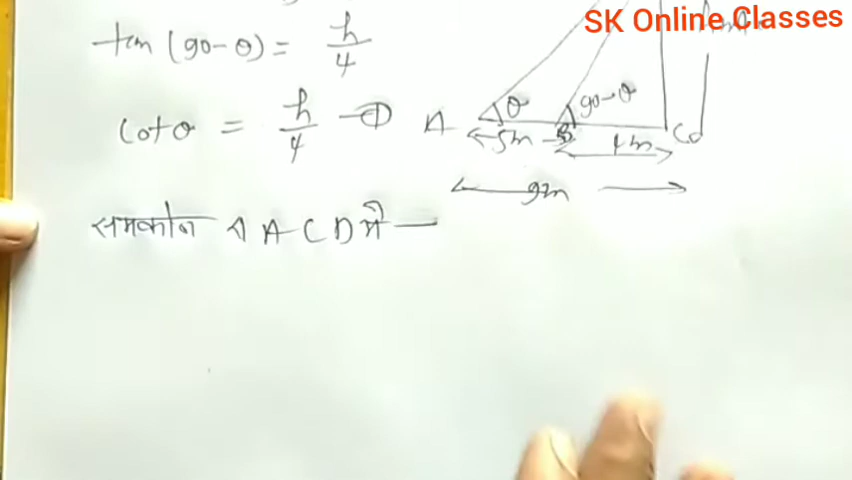 SK Online Classes
tan (90-θ) = h/4
θ 90-θ
cot θ = h/4 -①
A B C
5m 4m
9m
समकोण △ ACD में —